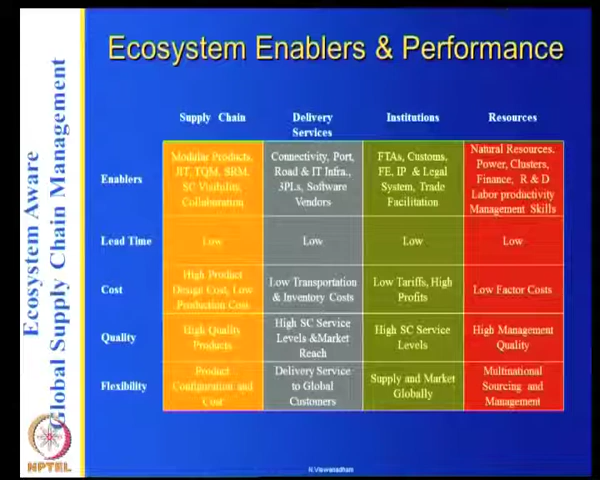 Ecosystem Enablers & Performance
Ecosystem Aware
Global Supply Chain Management
Supply Chain
Delivery
Services
Institutions
Resources
Enablers
Modular Products,
JIT, TQM, SRM,
SC Visibility,
Collaboration
Connectivity, Port,
Road & IT Infra.,
3PLs, Software
Vendors
FTAs, Customs,
FE, IP & Legal
System, Trade
Facilitation
Natural Resources.
Power, Clusters,
Finance, R & D
Labor productivity
Management Skills
Lead Time
Low
Low
Low
Low
Cost
High Product
Design Cost, Low
Production Cost
Low Transportation
& Inventory Costs
Low Tariffs, High
Profits
Low Factor Costs
Quality
High Quality
Products
High SC Service
Levels &Market
Reach
High SC Service
Levels
High Management
Quality
Flexibility
Product
Configuration and
Cost
Delivery Service
to Global
Customers
Supply and Market
Globally
Multinational
Sourcing and
Management
NPTEL
N.Viswanadham